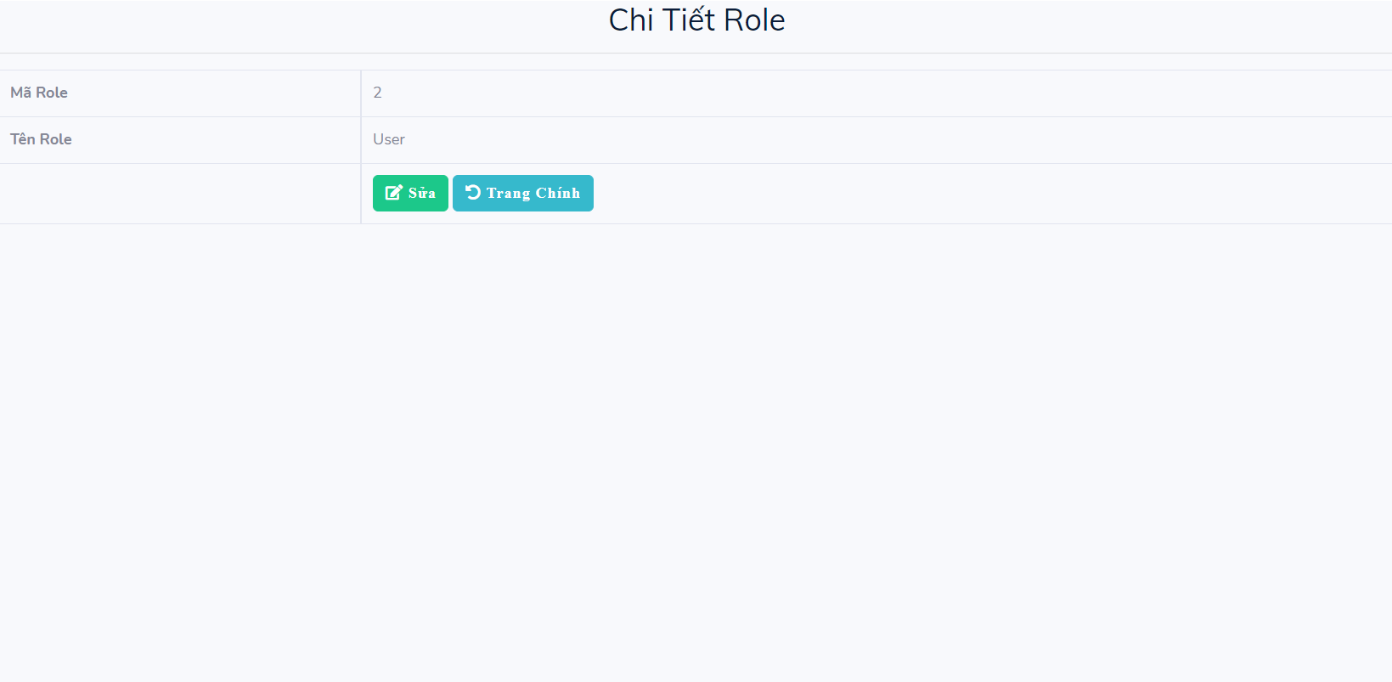 Chi Tiết Role
Mã Role 2
Tên Role User
Sửa Trang Chính